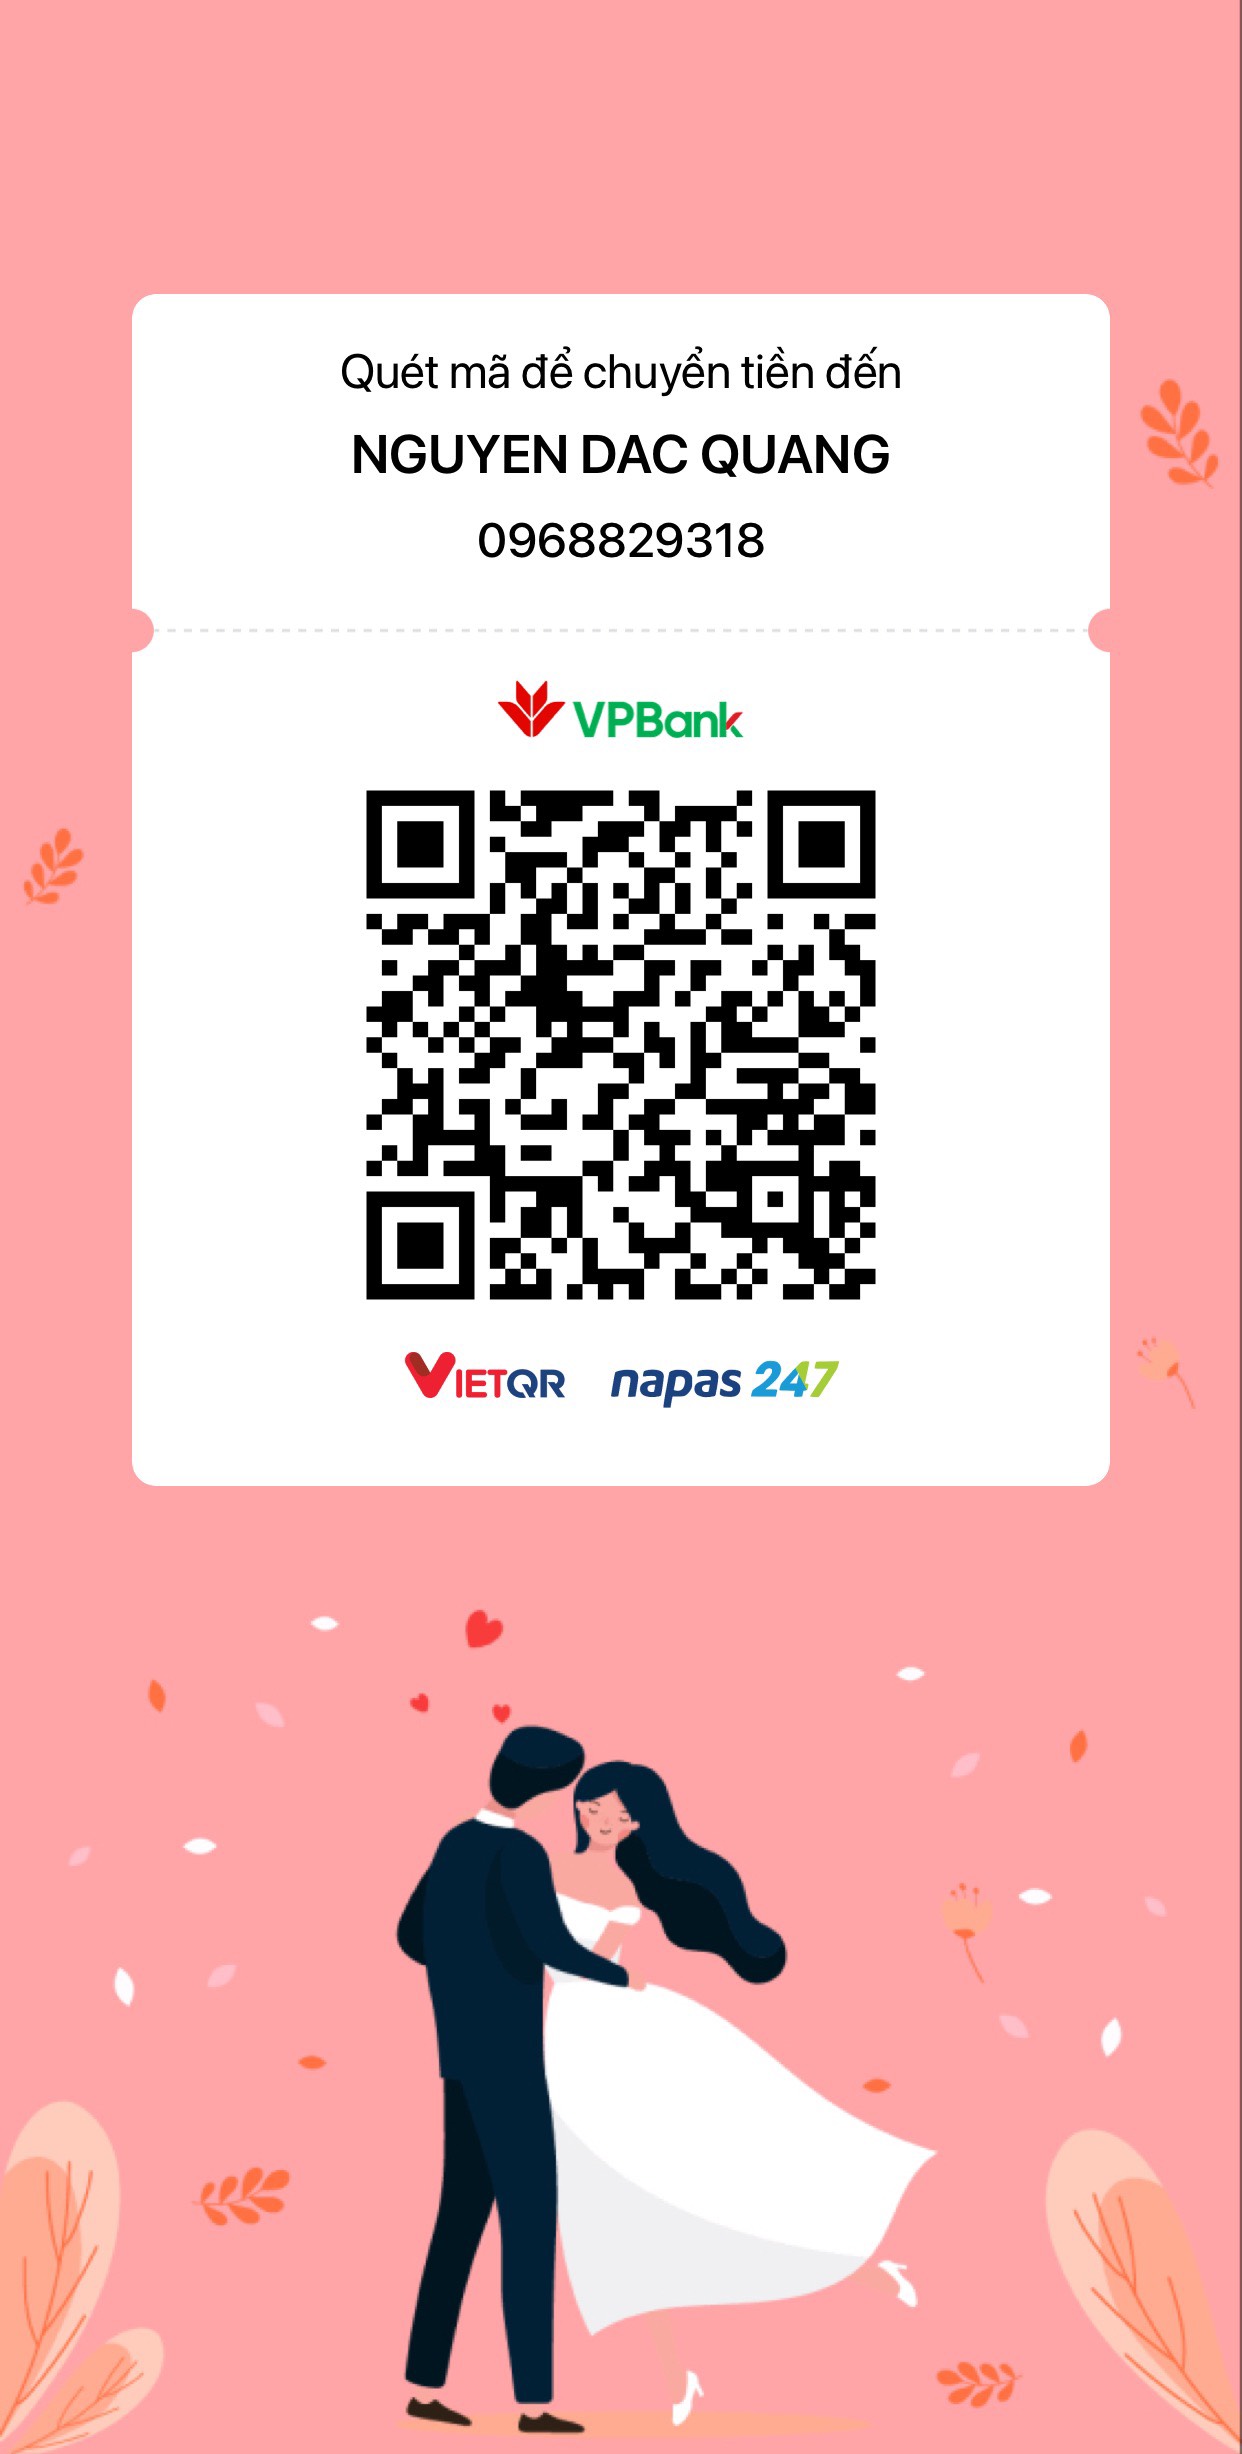 Quét mã để chuyển tiền đến
NGUYEN DAC QUANG
0968829318
VPBank
VIETQR napas 247